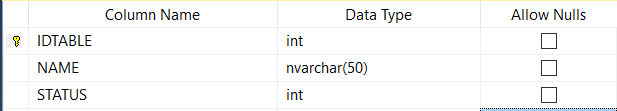 Column Name Data Type Allow Nulls
IDTABLE int
NAME nvarchar(50)
STATUS int